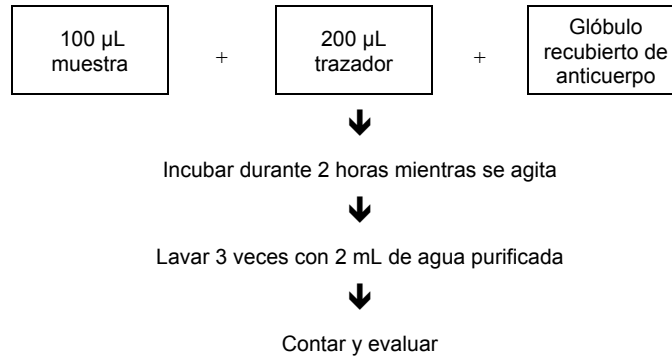 100 µL
muestra
+
200 µL
trazador
+
Glóbulo
recubierto de
anticuerpo
Incubar durante 2 horas mientras se agita
Lavar 3 veces con 2 mL de agua purificada
Contar y evaluar